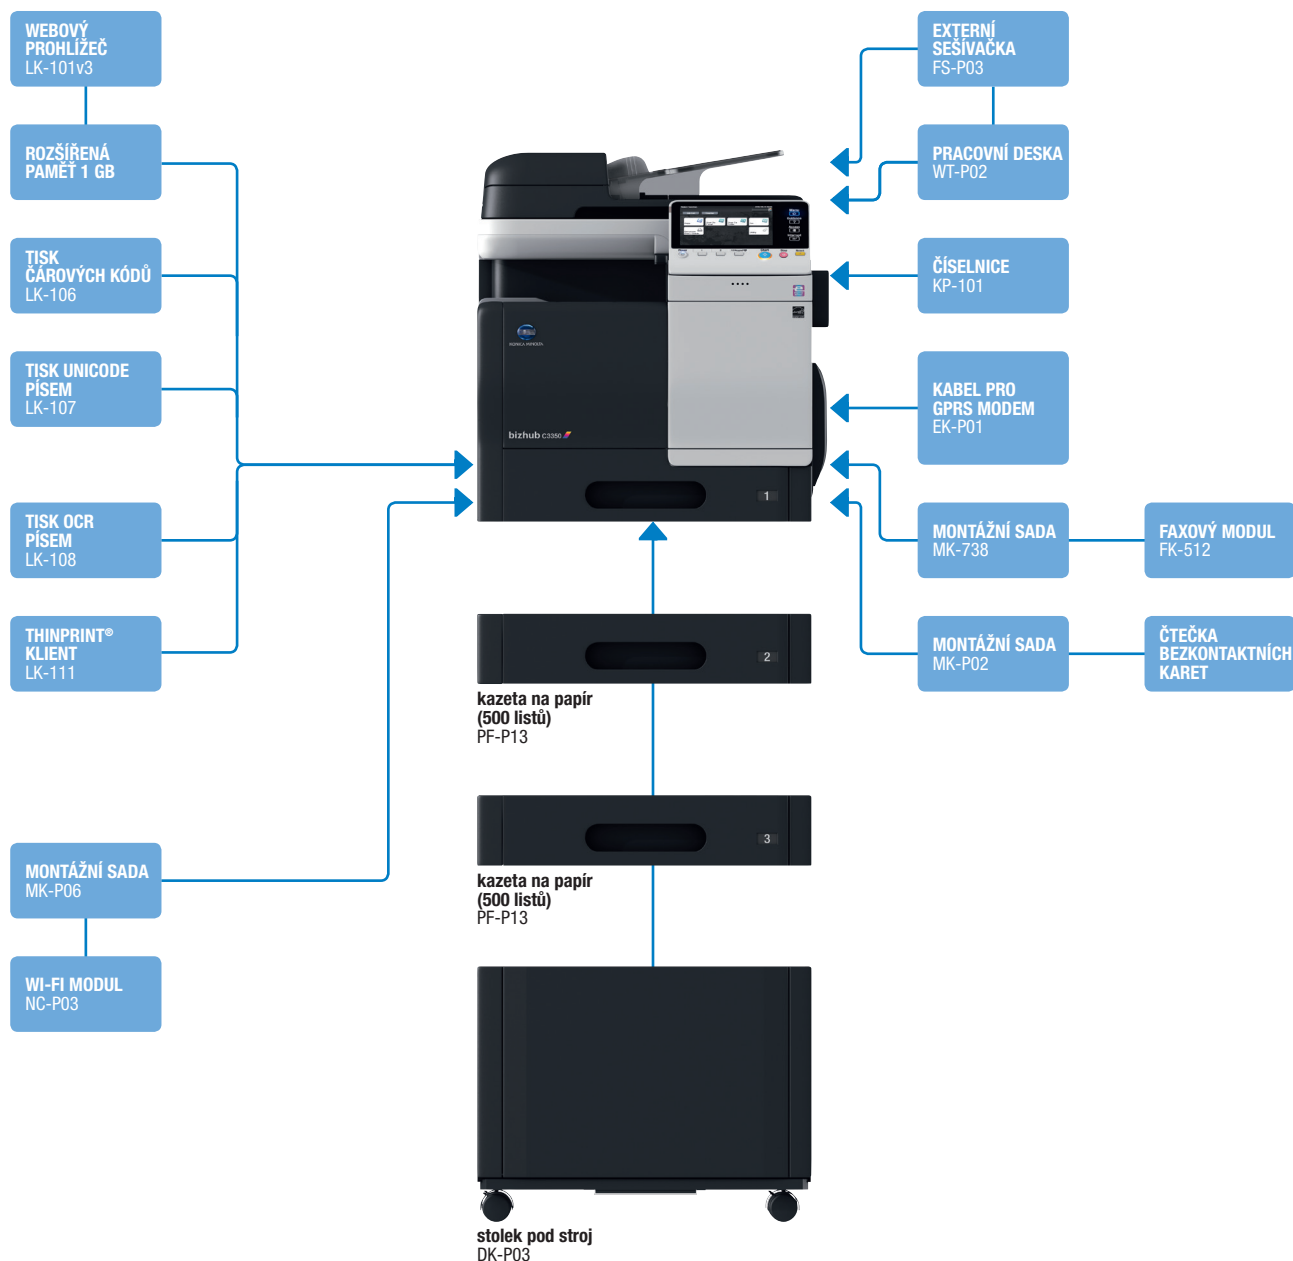 WEBOVÝ
PROHLÍŽEČ
LK-101v3
ROZŠÍŘENÁ
PAMĚŤ 1 GB
TISK
ČÁROVÝCH KÓDŮ
LK-106
TISK UNICODE
PÍSEM
LK-107
TISK OCR
PÍSEM
LK-108
THINPRINT®
KLIENT
LK-111
MONTÁŽNÍ SADA
MK-P06
WI-FI MODUL
NC-P03
KONICA MINOLTA
bizhub C3350
1
2
kazeta na papír
(500 listů)
PF-P13
3
kazeta na papír
(500 listů)
PF-P13
stolek pod stroj
DK-P03
EXTERNÍ
SEŠÍVAČKA
FS-P03
PRACOVNÍ DESKA
WT-P02
ČÍSELNICE
KP-101
KABEL PRO
GPRS MODEM
EK-P01
MONTÁŽNÍ SADA
MK-738
FAXOVÝ MODUL
FK-512
MONTÁŽNÍ SADA
MK-P02
ČTEČKA
BEZKONTAKTNÍCH
KARET